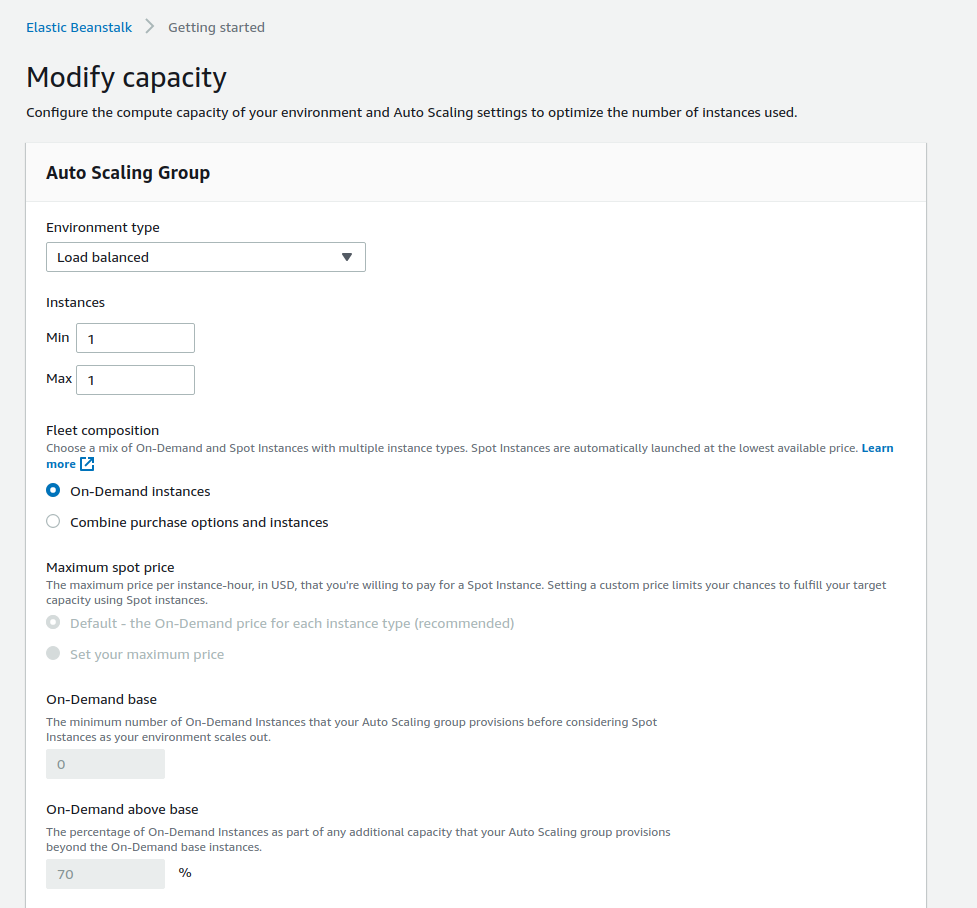 Elastic Beanstalk > Getting started
Modify capacity
Configure the compute capacity of your environment and Auto Scaling settings to optimize the number of instances used.
Auto Scaling Group
Environment type
Load balanced
Instances
Min 1
Max 1
Fleet composition
Choose a mix of On-Demand and Spot Instances with multiple instance types. Spot Instances are automatically launched at the lowest available price. Learn
more
On-Demand instances
Combine purchase options and instances
Maximum spot price
The maximum price per instance-hour, in USD, that you're willing to pay for a Spot Instance. Setting a custom price limits your chances to fulfill your target
capacity using Spot instances.
Default - the On-Demand price for each instance type (recommended)
Set your maximum price
On-Demand base
The minimum number of On-Demand Instances that your Auto Scaling group provisions before considering Spot
Instances as your environment scales out.
0
On-Demand above base
The percentage of On-Demand Instances as part of any additional capacity that your Auto Scaling group provisions
beyond the On-Demand base instances.
70 %